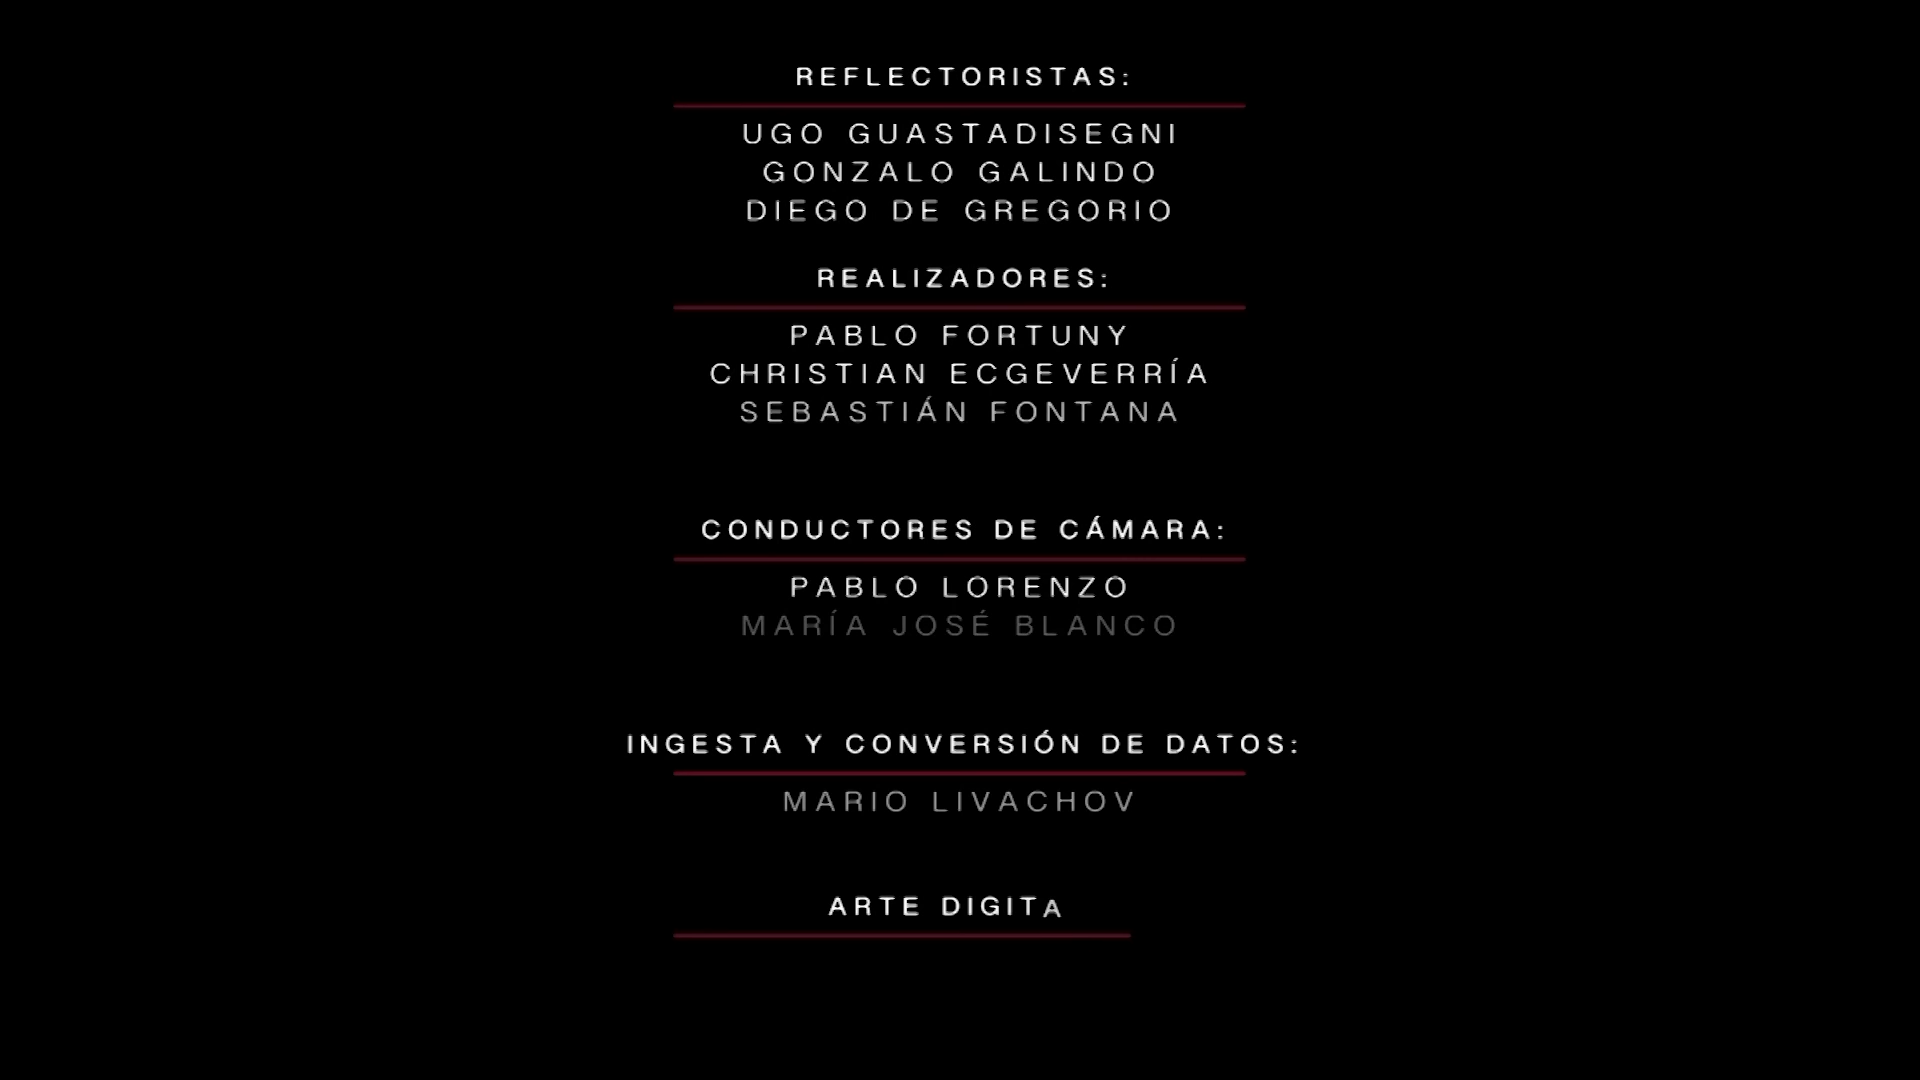 REFLECTORISTAS:
UGO GUASTADISEGNI
GONZALO GALINDO
DIEGO DE GREGORIO
REALIZADORES:
PABLO FORTUNY
CHRISTIAN ECGEVERRÍA
SEBASTIÁN FONTANA
CONDUCTORES DE CÁMARA:
PABLO LORENZO
MARÍA JOSÉ BLANCO
INGESTA Y CONVERSIÓN DE DATOS:
MARIO LIVACHOV
ARTE DIGITA